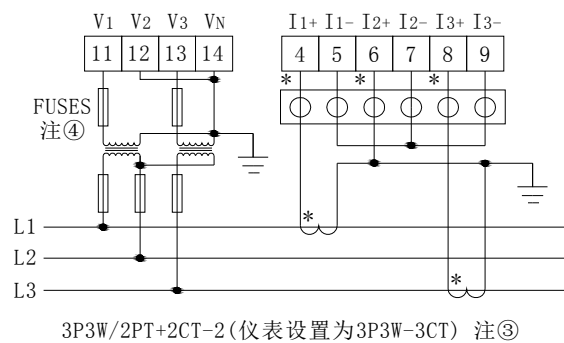 V1 V2 V3 VN I1+ I1- I2+ I2- I3+ I3-
11 12 13 14 4 5 6 7 8 9
* * *
FUSES
注④
*
L1
L2
*
L3
3P3W/2PT+2CT-2(仪表设置为3P3W-3CT) 注③